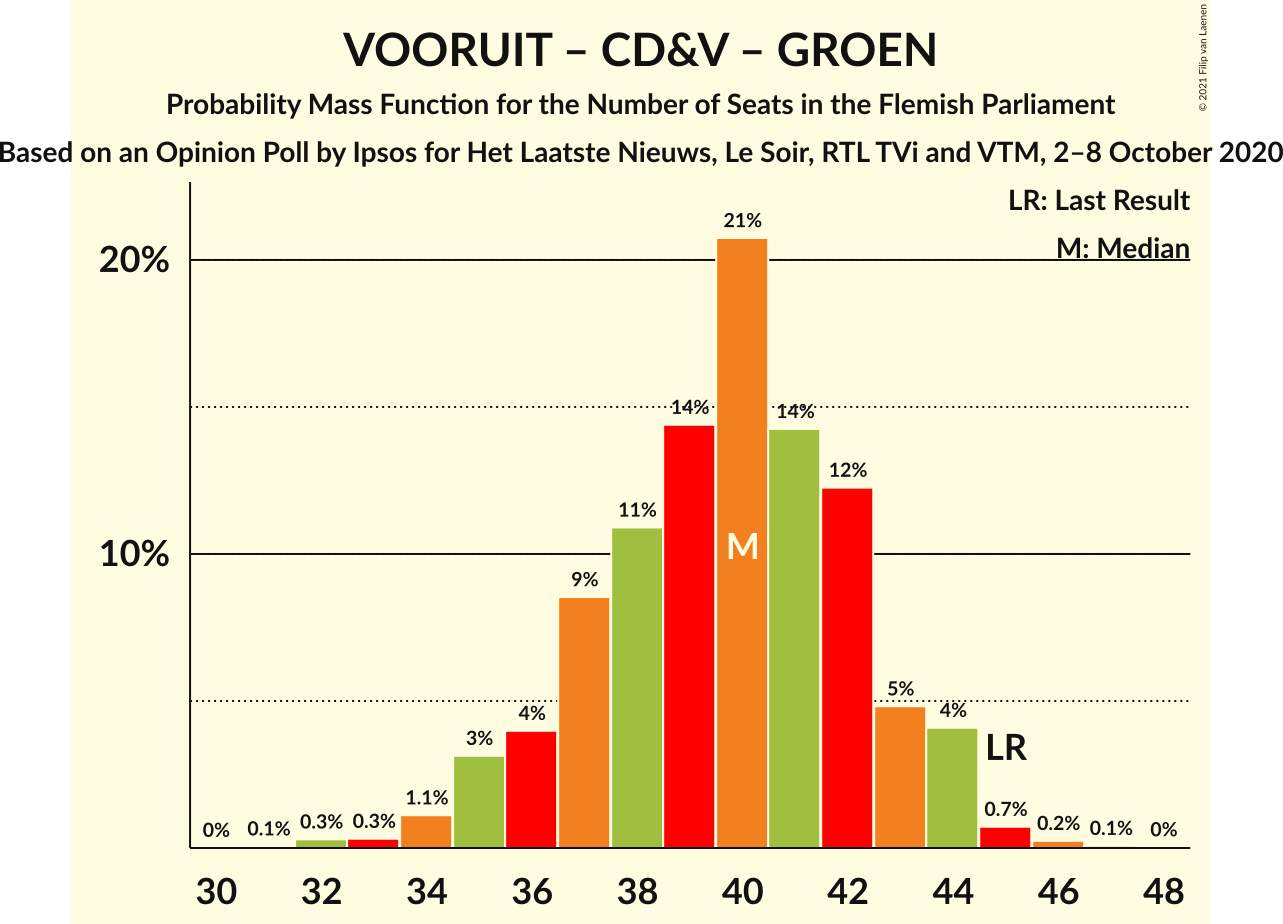 VOORUIT – CD&V – GROEN
Probability Mass Function for the Number of Seats in the Flemish Parliament
Based on an Opinion Poll by Ipsos for Het Laatste Nieuws, Le Soir, RTL TVi and VTM, 2–8 October 2020
© 2021 Filip van Laenen
LR: Last Result
M: Median
20%
10%
0% 0.1% 0.3% 0.3% 1.1% 3% 4% 9% 11% 14% 21% 14% 12% 5% 4% 0.7% 0.2% 0.1% 0%
M
LR
30 32 34 36 38 40 42 44 46 48